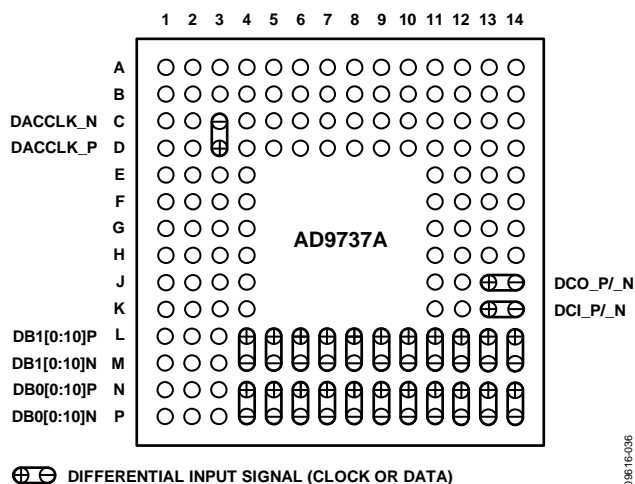 1 2 3 4 5 6 7 8 9 10 11 12 13 14
A
B
DACCLK_N C
DACCLK_P D
E
F
G
AD9737A
H
J DCO_P/_N
K DCI_P/_N
DB1[0:10]P L
DB1[0:10]N M
DB0[0:10]P N
DB0[0:10]N P
DIFFERENTIAL INPUT SIGNAL (CLOCK OR DATA)
09616-036